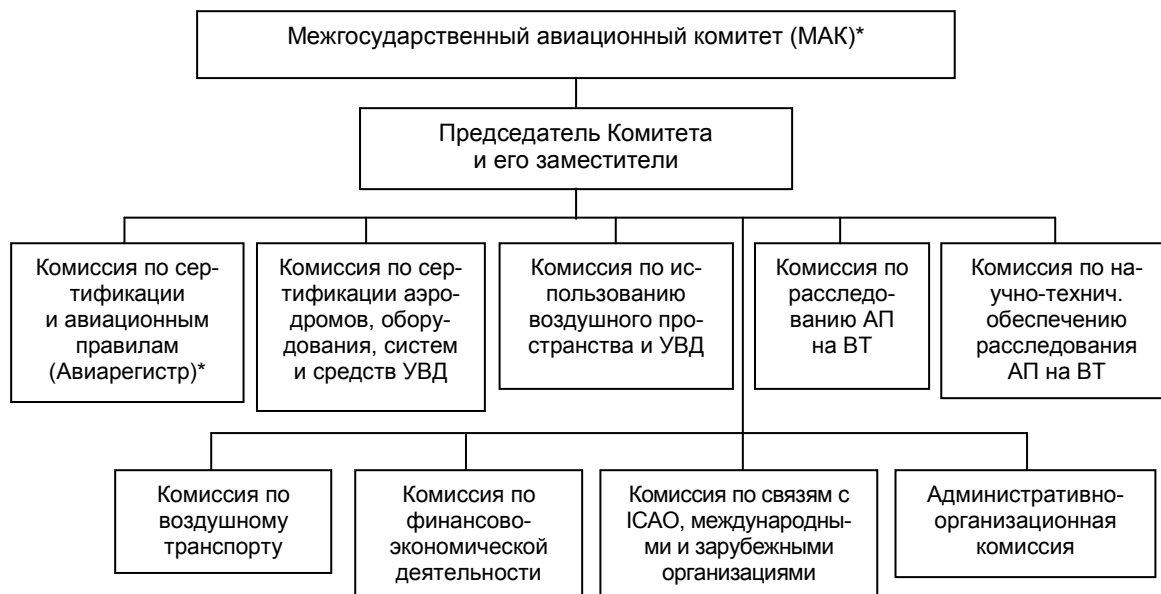 Межгосударственный авиационный комитет (МАК)*
Председатель Комитета
и его заместители
Комиссия по сер-
тификации
и авиационным
правилам
(Авиарегистр)*
Комиссия по сер-
тификации аэро-
дромов, обору-
дования, систем
и средств УВД
Комиссия по ис-
пользованию
воздушного про-
странства и УВД
Комиссия по
расследо-
ванию АП
на ВТ
Комиссия по на-
учно-технич.
обеспечению
расследования
АП на ВТ
Комиссия по
воздушному
транспорту
Комиссия по
финансово-
экономической
деятельности
Комиссия по связям с
ICAO, международны-
ми и зарубежными
организациями
Административно-
организационная
комиссия